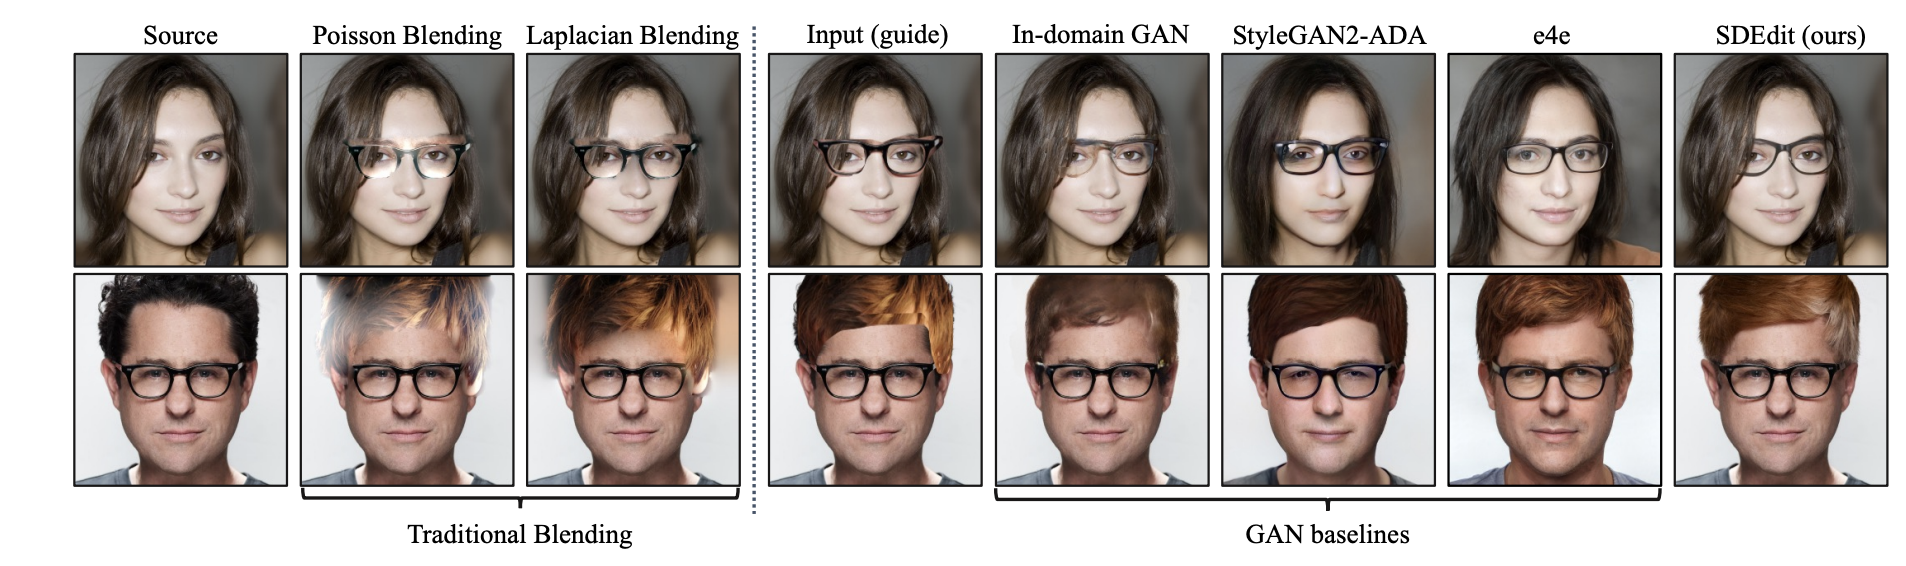 Source
Poisson Blending
Laplacian Blending
Input (guide)
In-domain GAN
StyleGAN2-ADA
e4e
SDEdit (ours)
Traditional Blending
GAN baselines